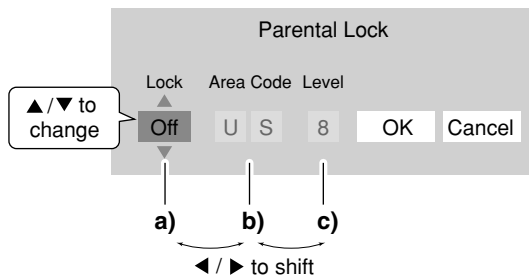 Parental Lock
Lock Area Code Level
▲/▼ to
change
Off U S 8 OK Cancel
a) b) c)
◀ / ▶ to shift